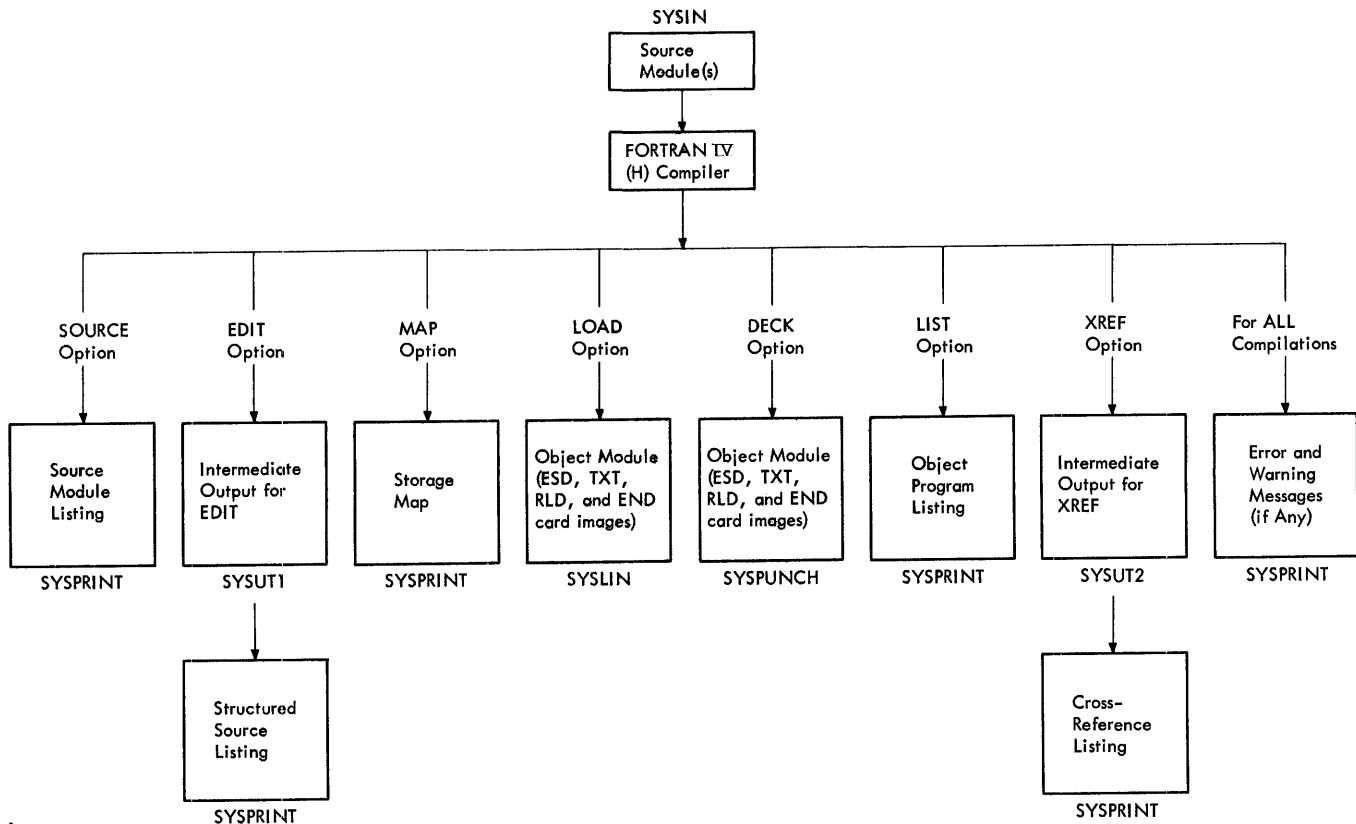 SYSIN
Source
Module(s)
FORTRAN IV
(H) Compiler
SOURCE
Option
EDIT
Option
MAP
Option
LOAD
Option
DECK
Option
LIST
Option
XREF
Option
For ALL
Compilations
Source
Module
Listing
SYSPRINT
Intermediate
Output for
EDIT
SYSUT1
Storage
Map
SYSPRINT
Object Module
(ESD, TXT,
RLD, and END
card images)
SYSLIN
Object Module
(ESD, TXT,
RLD, and END
card images)
SYSPUNCH
Object
Program
Listing
SYSPRINT
Intermediate
Output for
XREF
SYSUT2
Error and
Warning
Messages
(if Any)
SYSPRINT
Structured
Source
Listing
SYSPRINT
Cross-
Reference
Listing
SYSPRINT